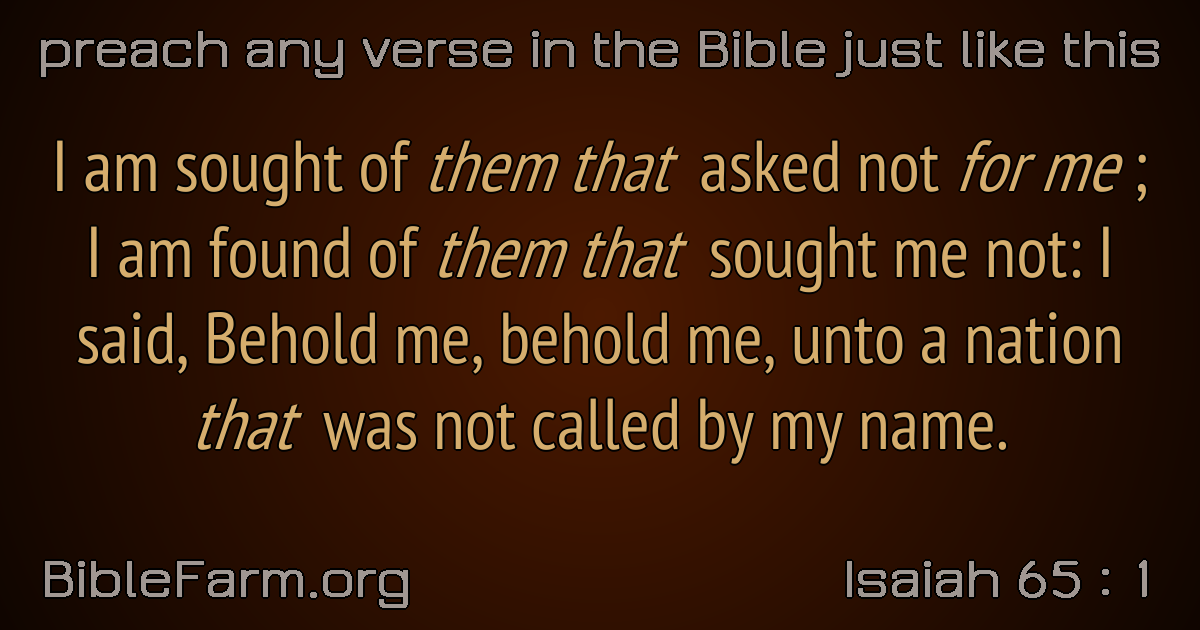 preach any verse in the Bible just like this
I am sought of them that asked not for me ;
I am found of them that sought me not: I
said, Behold me, behold me, unto a nation
that was not called by my name.
BibleFarm.org
Isaiah 65 : 1